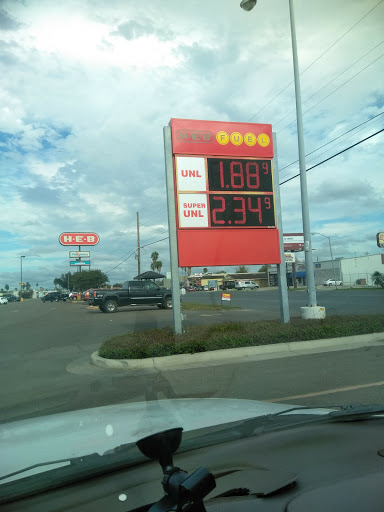 H-E-B FUEL
UNL 1.88 9
SUPER UNL 2.34 9
H-E-B